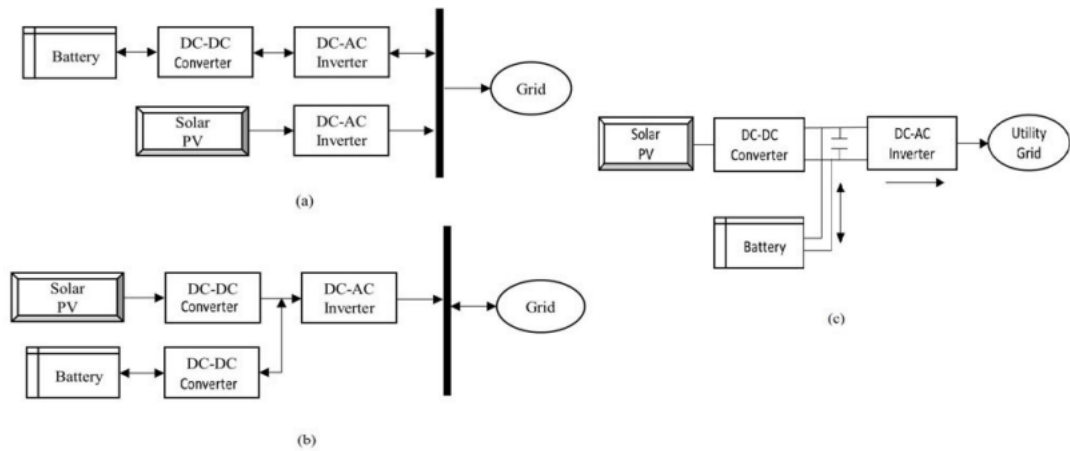 Battery
DC-DC
Converter
DC-AC
Inverter
Grid
Solar
PV
DC-AC
Inverter
(a)
Solar
PV
DC-DC
Converter
DC-AC
Inverter
Grid
Battery
DC-DC
Converter
(b)
Solar
PV
DC-DC
Converter
DC-AC
Inverter
Utility
Grid
Battery
(c)